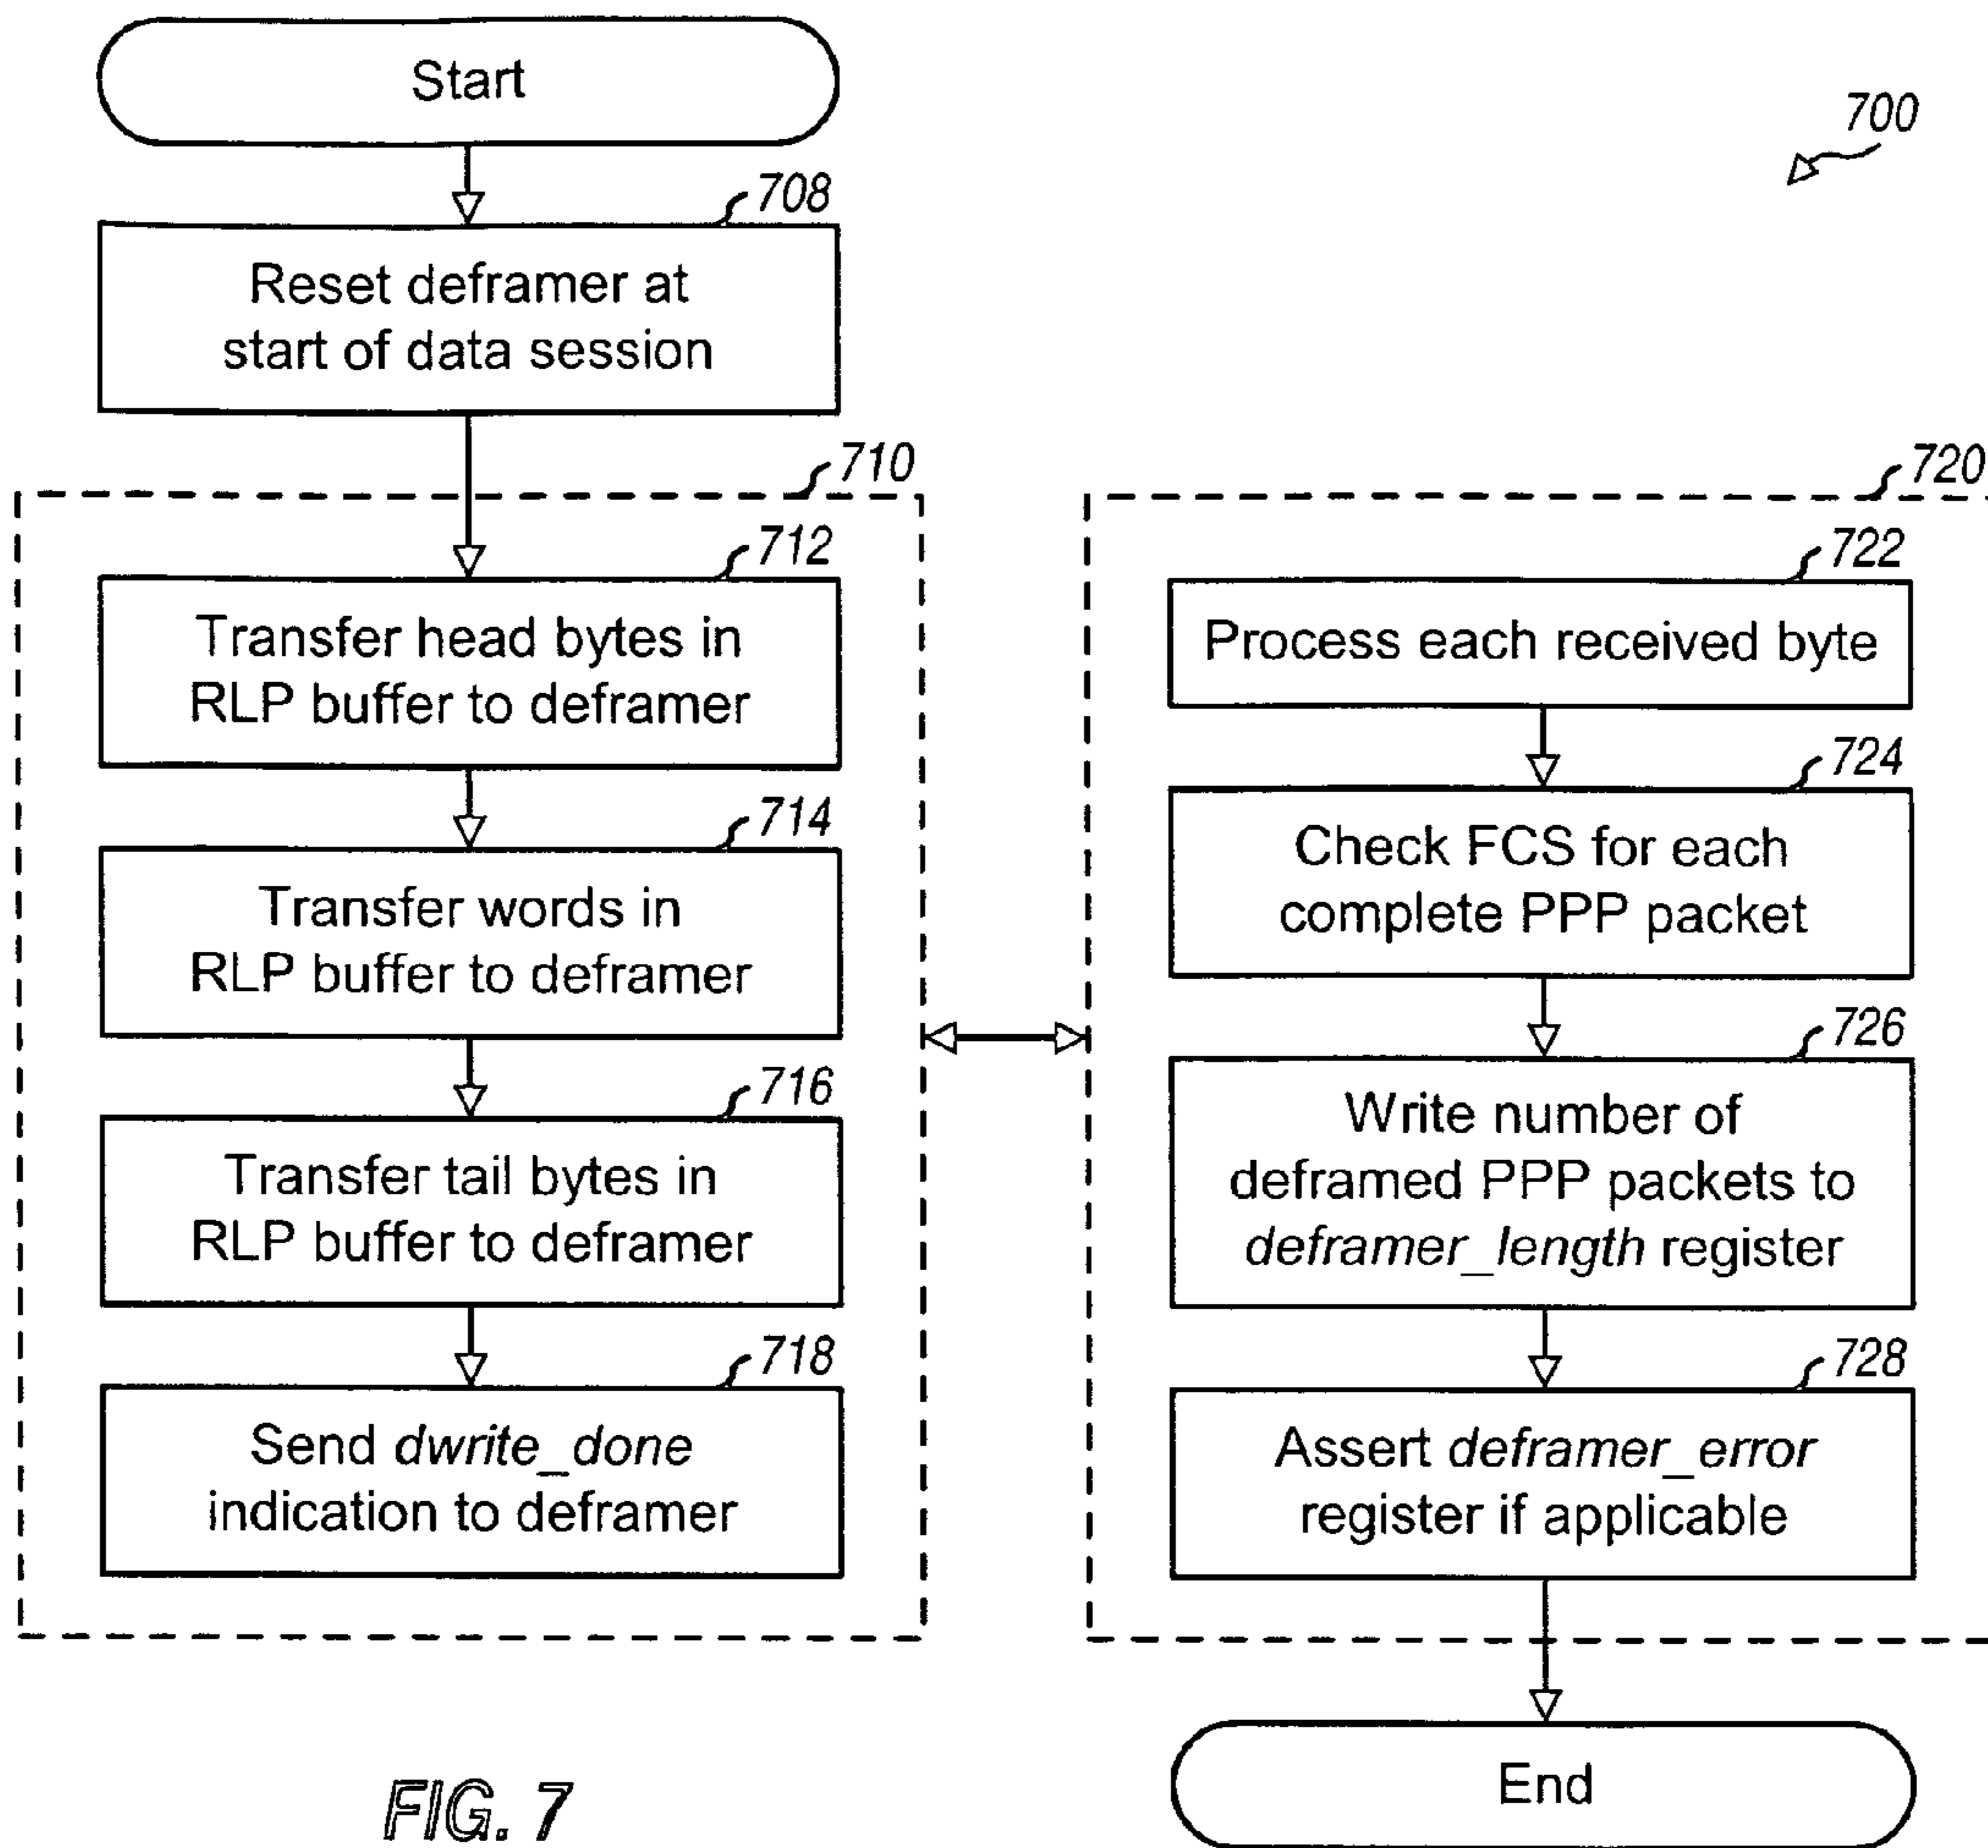 Start
700
708
Reset deframer at
start of data session
710
712
Transfer head bytes in
RLP buffer to deframer
714
Transfer words in
RLP buffer to deframer
716
Transfer tail bytes in
RLP buffer to deframer
718
Send dwrite_done
indication to deframer
720
722
Process each received byte
724
Check FCS for each
complete PPP packet
726
Write number of
deframed PPP packets to
deframer_length register
728
Assert deframer_error
register if applicable
End
FIG. 7